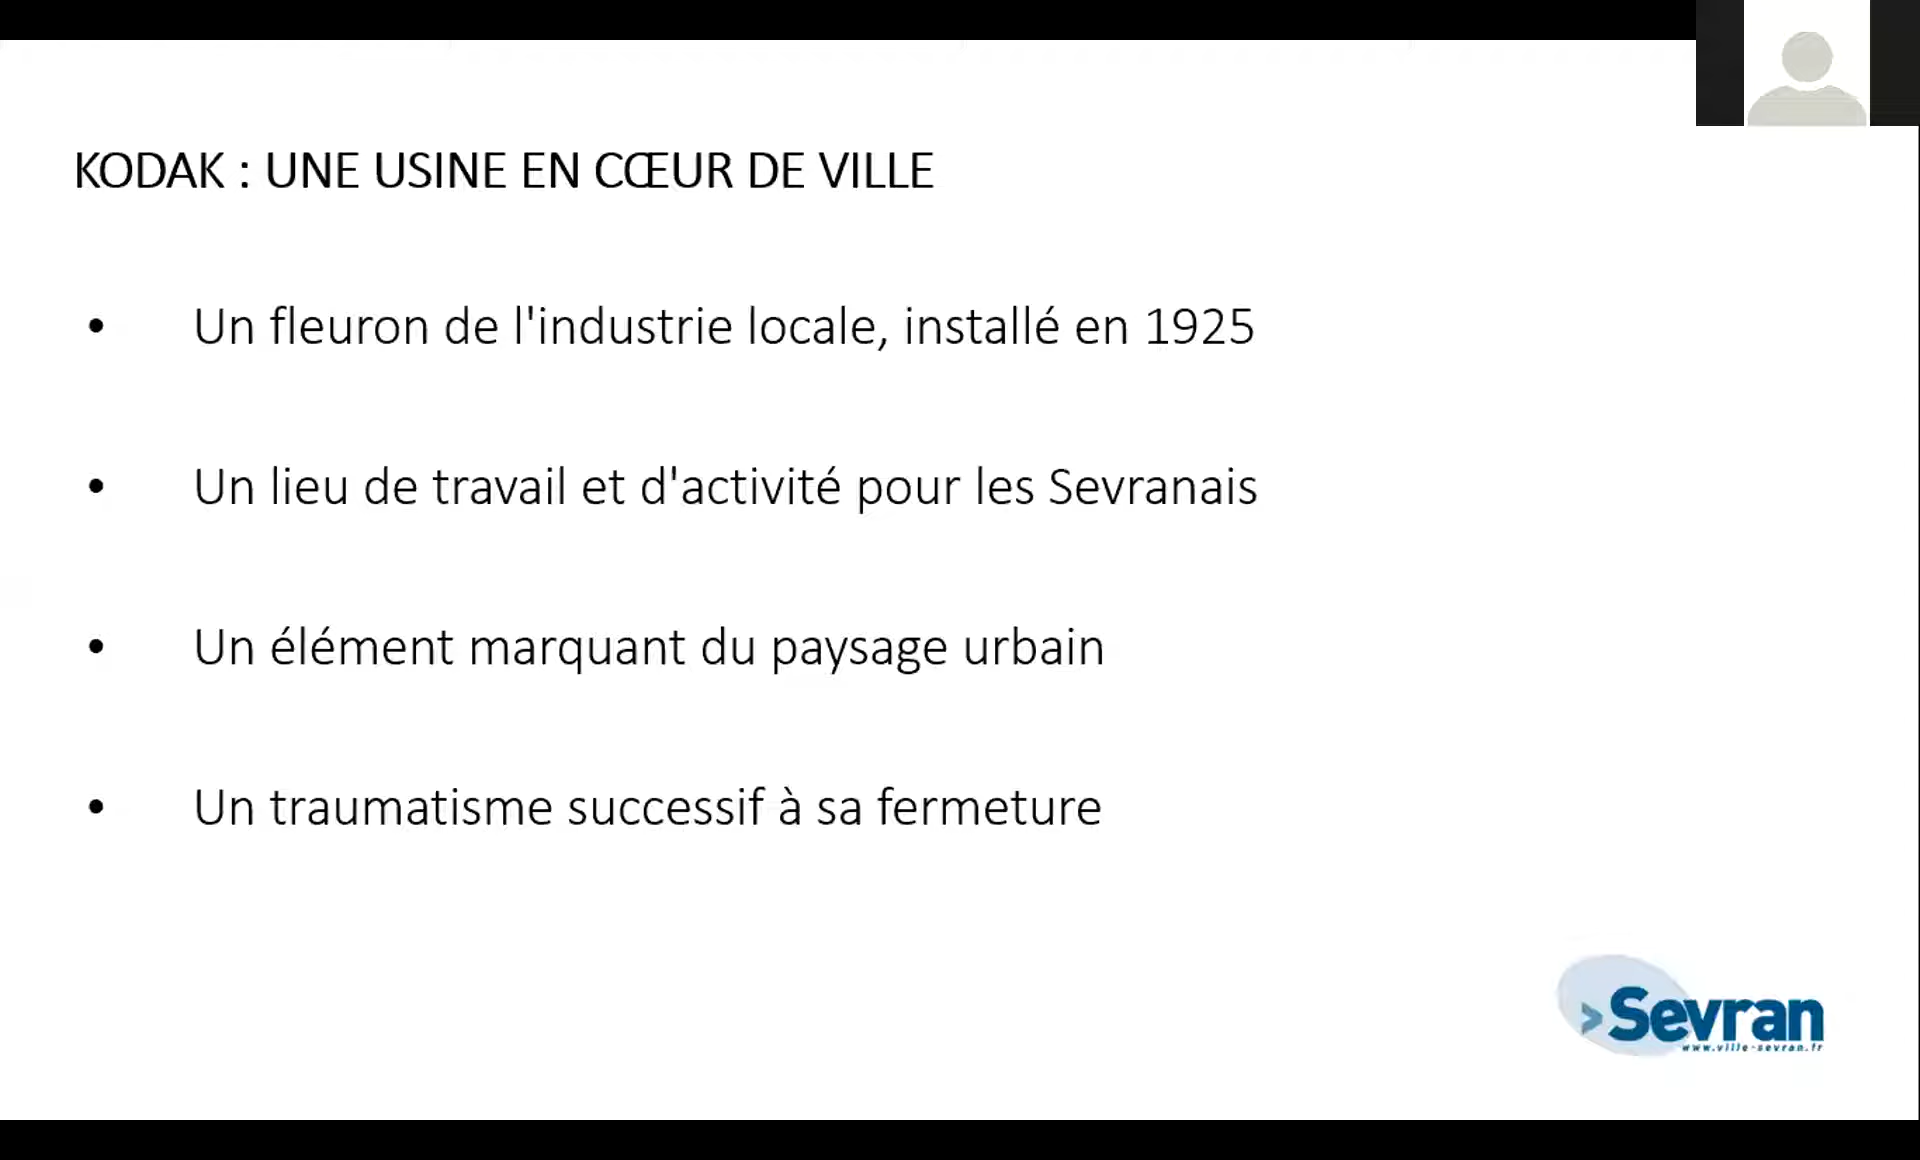 KODAK : UNE USINE EN CŒUR DE VILLE
• Un fleuron de l'industrie locale, installé en 1925
• Un lieu de travail et d'activité pour les Sevranais
• Un élément marquant du paysage urbain
• Un traumatisme successif à sa fermeture
>Sevran
www.ville-sevran.fr